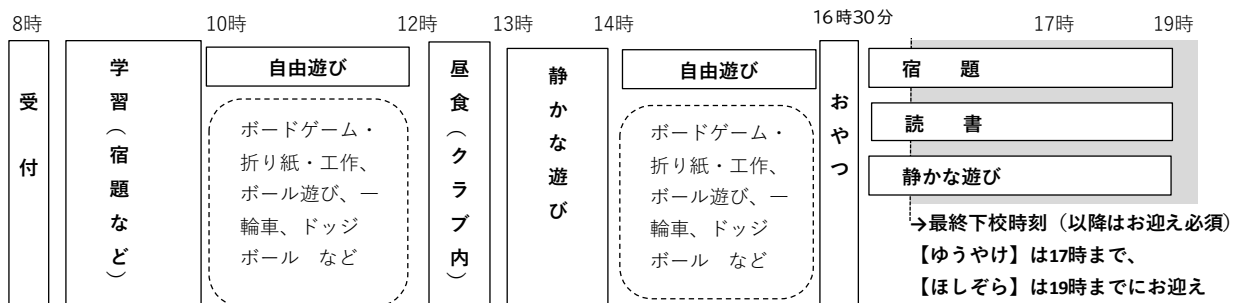 8時
10時
12時
13時
14時
16時30分
17時
19時
受付
学習(宿題など)
自由遊び
ボードゲーム・
折り紙・工作、
ボール遊び、一
輪車、ドッジ
ボール　など
昼食(クラブ内)
静かな遊び
自由遊び
ボードゲーム・
折り紙・工作、
ボール遊び、一
輪車、ドッジ
ボール　など
おやつ
宿　題
読　書
静かな遊び
→最終下校時刻（以降はお迎え必須）
【ゆうやけ】は17時まで、
【ほしぞら】は19時までにお迎え